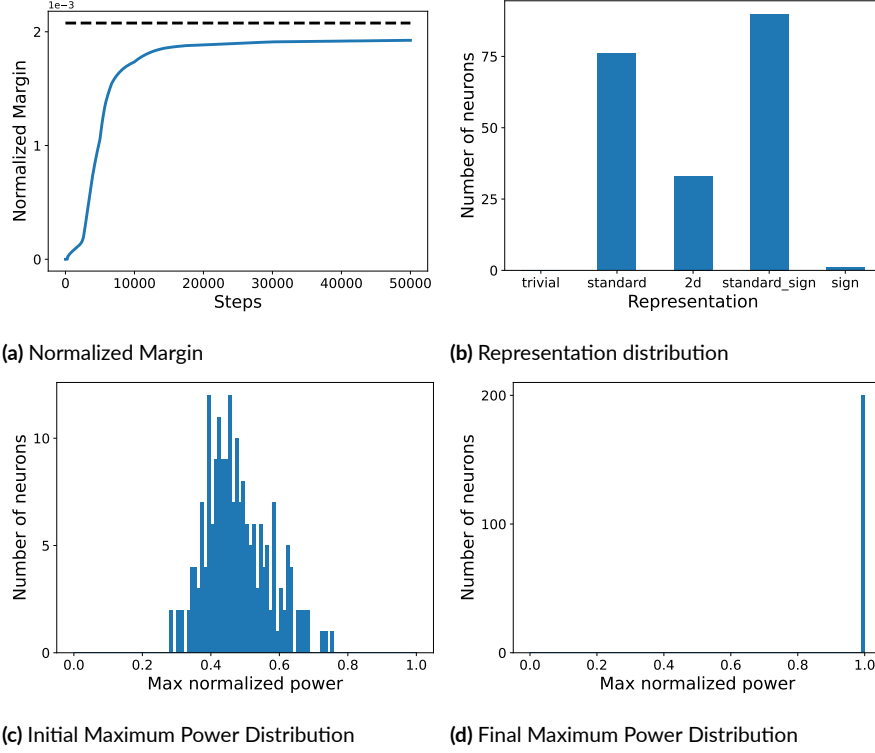 1e−3
2
1
0
Normalized Margin
0 10000 20000 30000 40000 50000
Steps
(a) Normalized Margin
75
50
25
0
Number of neurons
trivial standard 2d standard_sign sign
Representation
(b) Representation distribution
10
5
0
Number of neurons
0.0 0.2 0.4 0.6 0.8 1.0
Max normalized power
(c) Initial Maximum Power Distribution
200
100
0
Number of neurons
0.0 0.2 0.4 0.6 0.8 1.0
Max normalized power
(d) Final Maximum Power Distribution